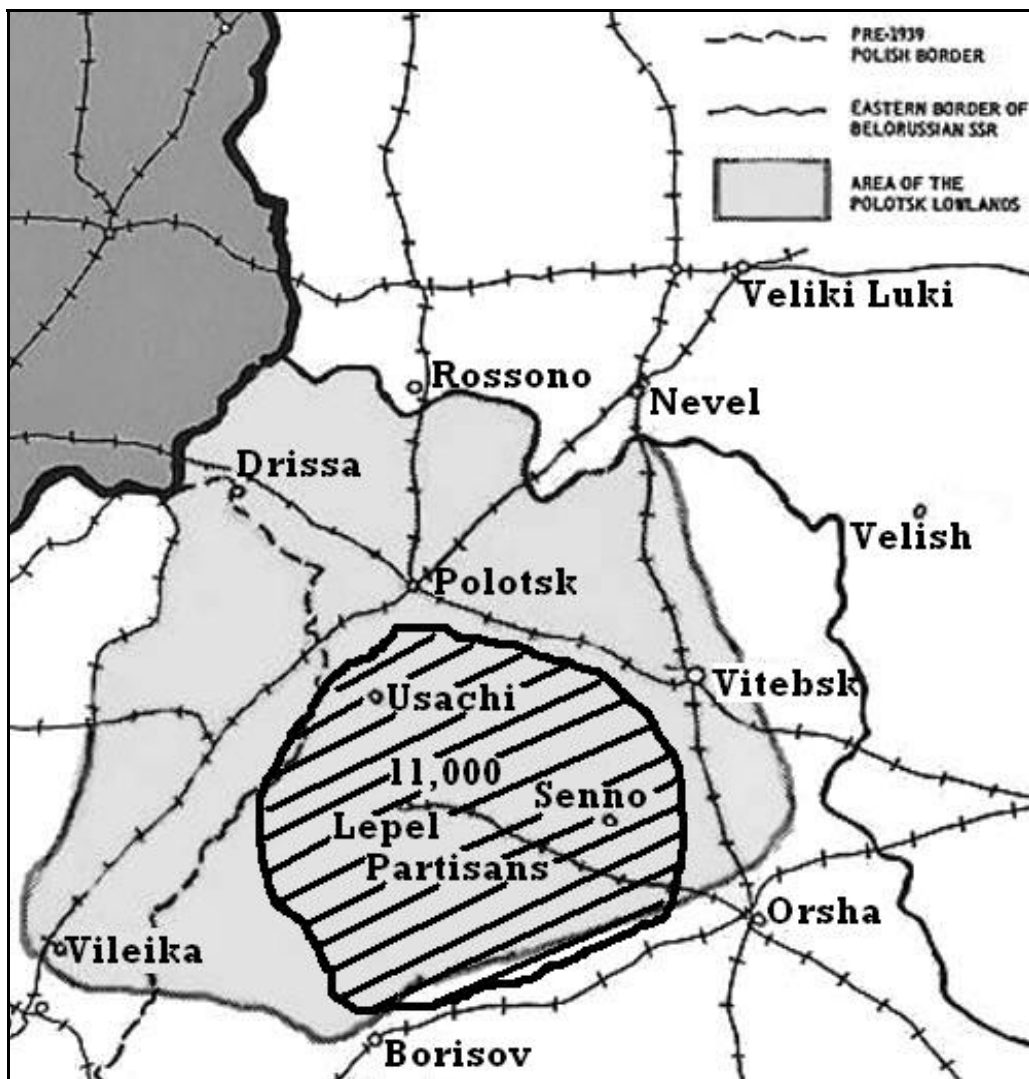 PRE-1939
POLISH BORDER
EASTERN BORDER OF
BELORUSSIAN SSR
AREA OF THE
POLOTSK LOWLANDS
Veliki Luki
Rossono
Nevel
Drissa
Velish
Polotsk
Vitebsk
Usachi
11,000
Senno
Lepel
Partisans
Orsha
Vileika
Borisov